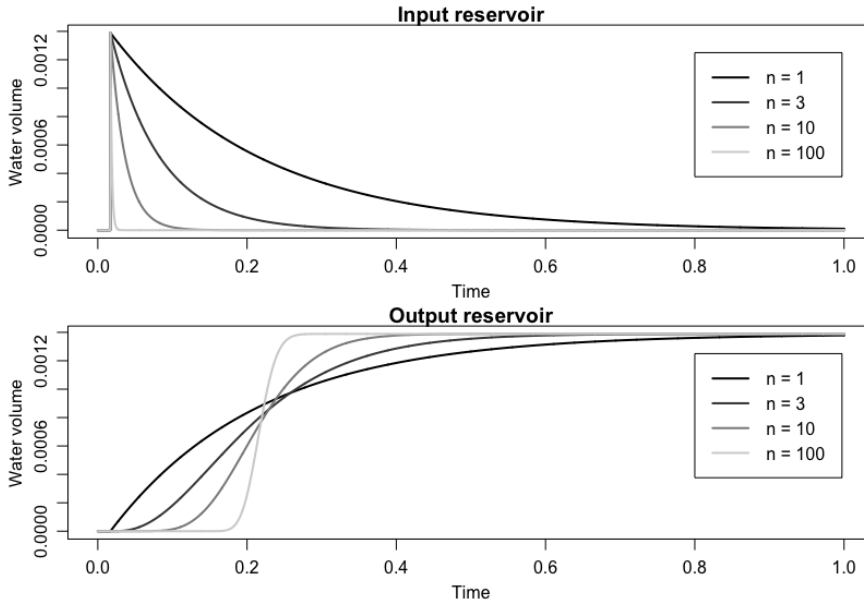 Input reservoir
Water volume
0.0012
0.0006
0.0000
n = 1
n = 3
n = 10
n = 100
0.0 0.2 0.4 0.6 0.8 1.0
Time
Output reservoir
Water volume
0.0012
0.0006
0.0000
n = 1
n = 3
n = 10
n = 100
0.0 0.2 0.4 0.6 0.8 1.0
Time